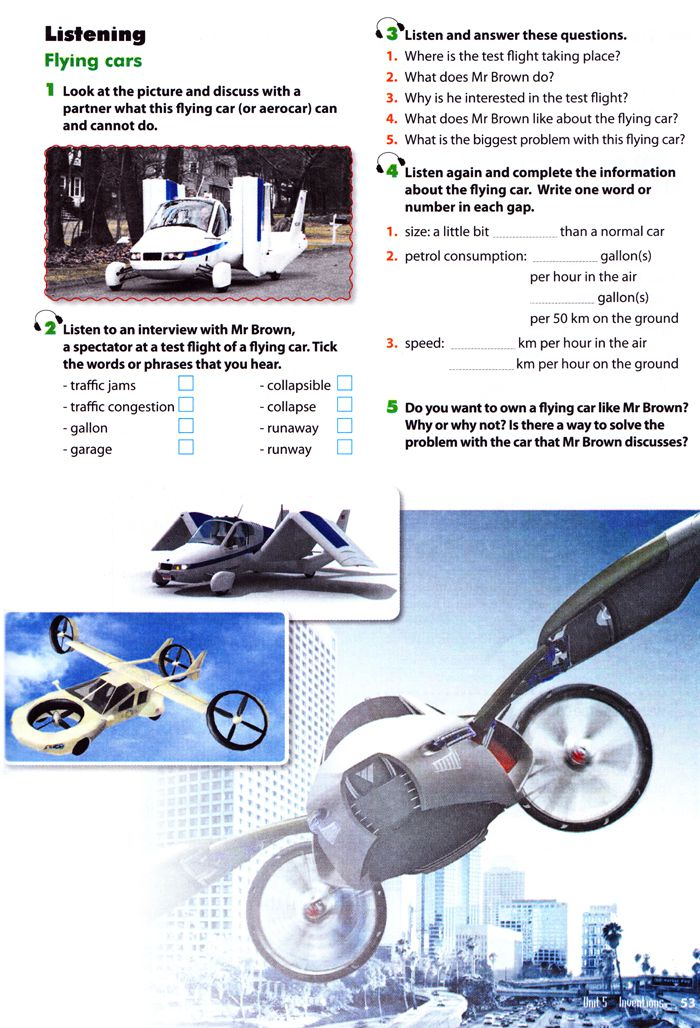 Listening
Flying cars
1 Look at the picture and discuss with a
partner what this flying car (or aerocar) can
and cannot do.
2 Listen to an interview with Mr Brown,
a spectator at a test flight of a flying car. Tick
the words or phrases that you hear.
- traffic jams
- traffic congestion
- gallon
- garage
- collapsible
- collapse
- runaway
- runway
3 Listen and answer these questions.
1. Where is the test flight taking place?
2. What does Mr Brown do?
3. Why is he interested in the test flight?
4. What does Mr Brown like about the flying car?
5. What is the biggest problem with this flying car?
4 Listen again and complete the information
about the flying car. Write one word or
number in each gap.
1. size: a little bit ............ than a normal car
2. petrol consumption: ............ gallon(s)
per hour in the air
............ gallon(s)
per 50 km on the ground
3. speed: ............ km per hour in the air
............ km per hour on the ground
5 Do you want to own a flying car like Mr Brown?
Why or why not? Is there a way to solve the
problem with the car that Mr Brown discusses?
Unit 5 Inventions 53